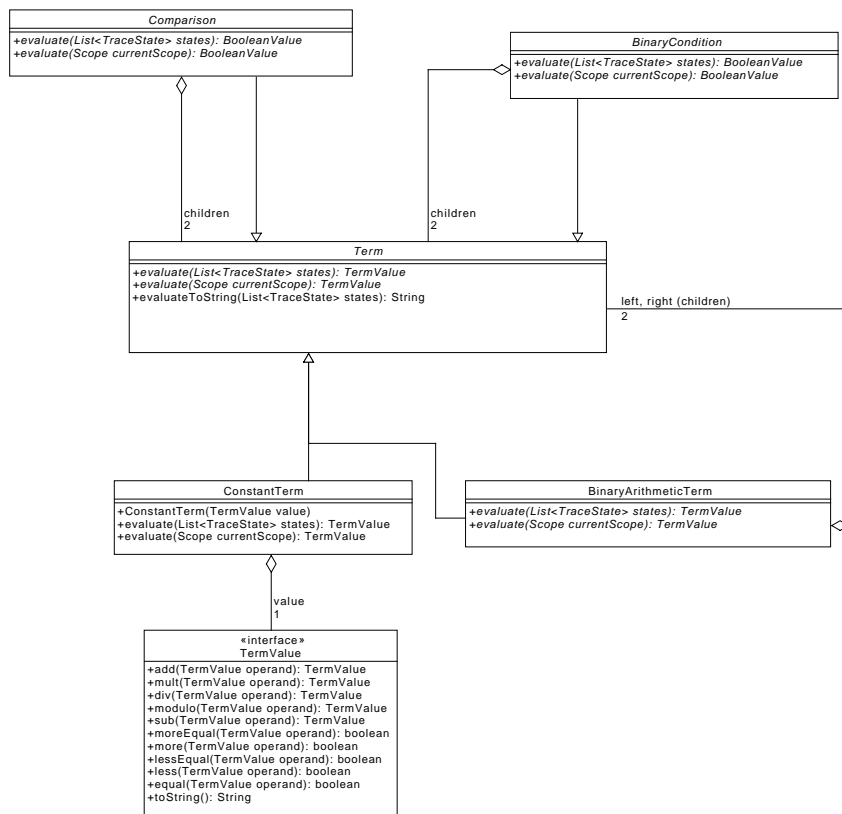 Comparison
+evaluate(List<TraceState> states): BooleanValue
+evaluate(Scope currentScope): BooleanValue
BinaryCondition
+evaluate(List<TraceState> states): BooleanValue
+evaluate(Scope currentScope): BooleanValue
children
2
children
2
Term
+evaluate(List<TraceState> states): TermValue
+evaluate(Scope currentScope): TermValue
+evaluateToString(List<TraceState> states): String
left, right (children)
2
ConstantTerm
+ConstantTerm(TermValue value)
+evaluate(List<TraceState> states): TermValue
+evaluate(Scope currentScope): TermValue
BinaryArithmeticTerm
+evaluate(List<TraceState> states): TermValue
+evaluate(Scope currentScope): TermValue
value
1
«interface»
TermValue
+add(TermValue operand): TermValue
+mult(TermValue operand): TermValue
+div(TermValue operand): TermValue
+modulo(TermValue operand): TermValue
+sub(TermValue operand): TermValue
+moreEqual(TermValue operand): boolean
+more(TermValue operand): boolean
+lessEqual(TermValue operand): boolean
+less(TermValue operand): boolean
+equal(TermValue operand): boolean
+toString(): String